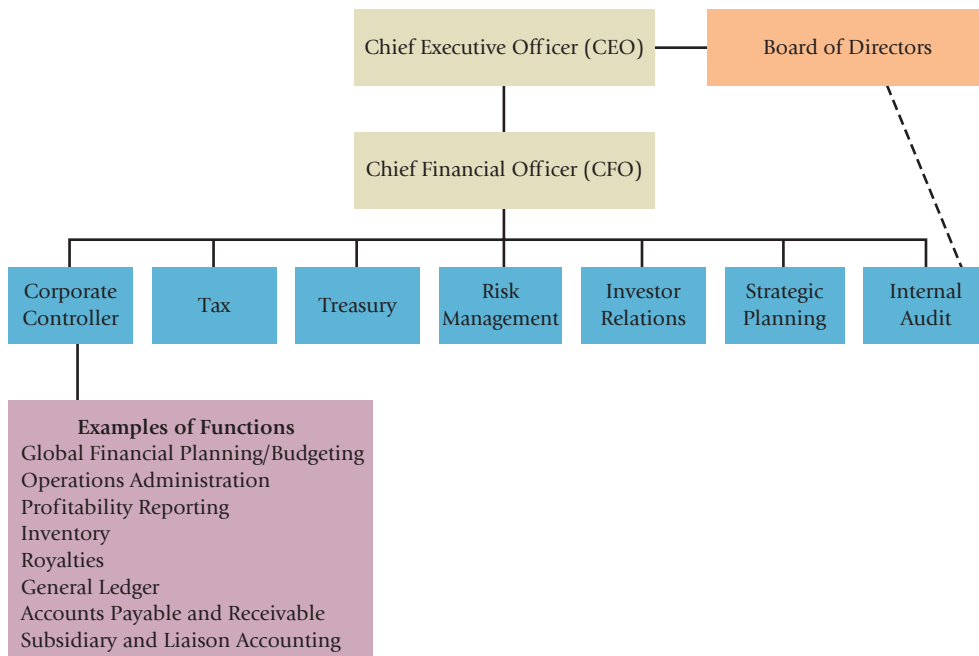 Chief Executive Officer (CEO)
Board of Directors
Chief Financial Officer (CFO)
Corporate
Controller
Tax
Treasury
Risk
Management
Investor
Relations
Strategic
Planning
Internal
Audit
Examples of Functions
Global Financial Planning/Budgeting
Operations Administration
Profitability Reporting
Inventory
Royalties
General Ledger
Accounts Payable and Receivable
Subsidiary and Liaison Accounting